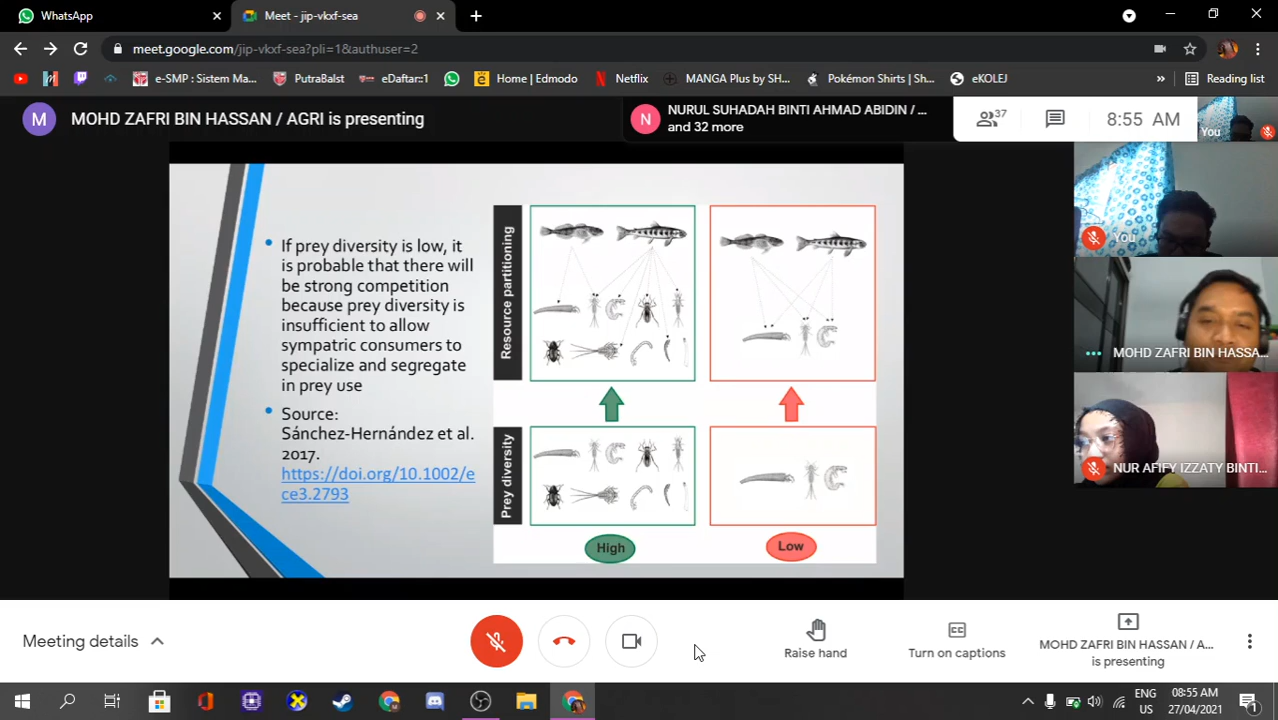 WhatsApp
Meet - jip-vkxf-sea
meet.google.com/jip-vkxf-sea?pli=1&authuser=2
e-SMP : Sistem Ma...
PutraBalst
eDaftar::1
Home | Edmodo
Netflix
MANGA Plus by SH...
Pokémon Shirts | Sh...
eKOLEJ
»
Reading list
M
MOHD ZAFRI BIN HASSAN / AGRI is presenting
N
NURUL SUHADAH BINTI AHMAD ABIDIN / ...
and 32 more
37
8:55 AM
You
You
MOHD ZAFRI BIN HASSA...
NUR AFIFY IZZATY BINTI...
• If prey diversity is low, it
is probable that there will
be strong competition
because prey diversity is
insufficient to allow
sympatric consumers to
specialize and segregate
in prey use
• Source:
Sánchez-Hernández et al.
2017.
https://doi.org/10.1002/e
ce3.2793
Resource partitioning
Prey diversity
High
Low
Meeting details
Raise hand
Turn on captions
MOHD ZAFRI BIN HASSAN / A...
is presenting
ENG
US
08:55 AM
27/04/2021
1